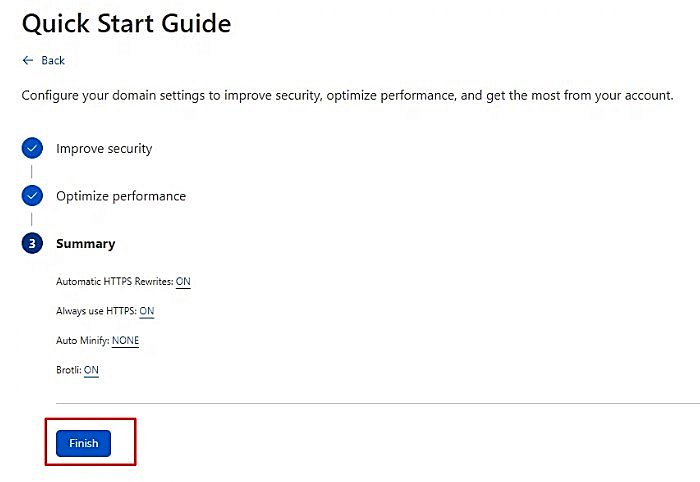 Quick Start Guide
← Back
Configure your domain settings to improve security, optimize performance, and get the most from your account.
Improve security
Optimize performance
3 Summary
Automatic HTTPS Rewrites: ON
Always use HTTPS: ON
Auto Minify: NONE
Brotli: ON
Finish